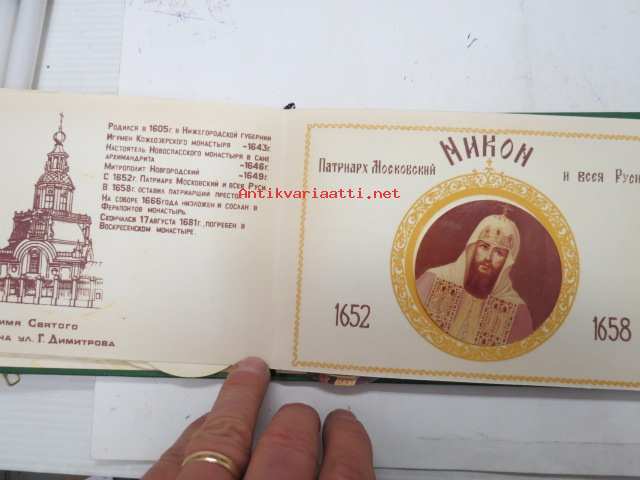 Родился в 1605г. в Нижегородской губернии
Игумен Кожеозерского монастыря -1643г.
Настоятель Новоспасского монастыря в сане
архимандрита -1646г.
Митрополит Новгородский -1649г.
С 1652г. Патриарх Московский и всея Руси.
В 1658г. оставил патриарший престол
На соборе 1666года низложен и сослан в
Ферапонтов монастырь.
Скончался 17августа 1681г., погребен в
Воскресенском монастыре.
имя Святого
на ул. Г. Димитрова
НИКОН
Патриарх Московский и всея Руси
1652
1658
Antikvariaatti.net